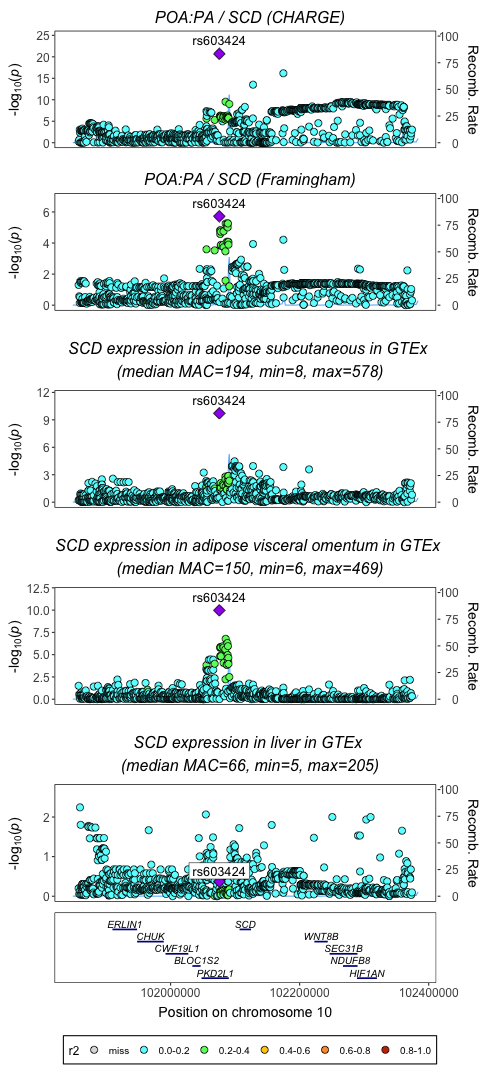 POA:PA / SCD (CHARGE)
25
20
15
10
5
0
-log10(p)
rs603424
100
75
50
25
0
Recomb. Rate
POA:PA / SCD (Framingham)
6
4
2
0
-log10(p)
rs603424
100
75
50
25
0
Recomb. Rate
SCD expression in adipose subcutaneous in GTEx
(median MAC=194, min=8, max=578)
12
9
6
3
0
-log10(p)
rs603424
100
75
50
25
0
Recomb. Rate
SCD expression in adipose visceral omentum in GTEx
(median MAC=150, min=6, max=469)
12.5
10.0
7.5
5.0
2.5
0.0
-log10(p)
rs603424
100
75
50
25
0
Recomb. Rate
SCD expression in liver in GTEx
(median MAC=66, min=5, max=205)
2
1
0
-log10(p)
rs603424
100
75
50
25
0
Recomb. Rate
ERLIN1 SCD
CHUK WNT8B
CWF19L1 SEC31B
BLOC1S2 NDUFB8
PKD2L1 HIF1AN
102000000 102200000 102400000
Position on chromosome 10
r2 miss 0.0-0.2 0.2-0.4 0.4-0.6 0.6-0.8 0.8-1.0